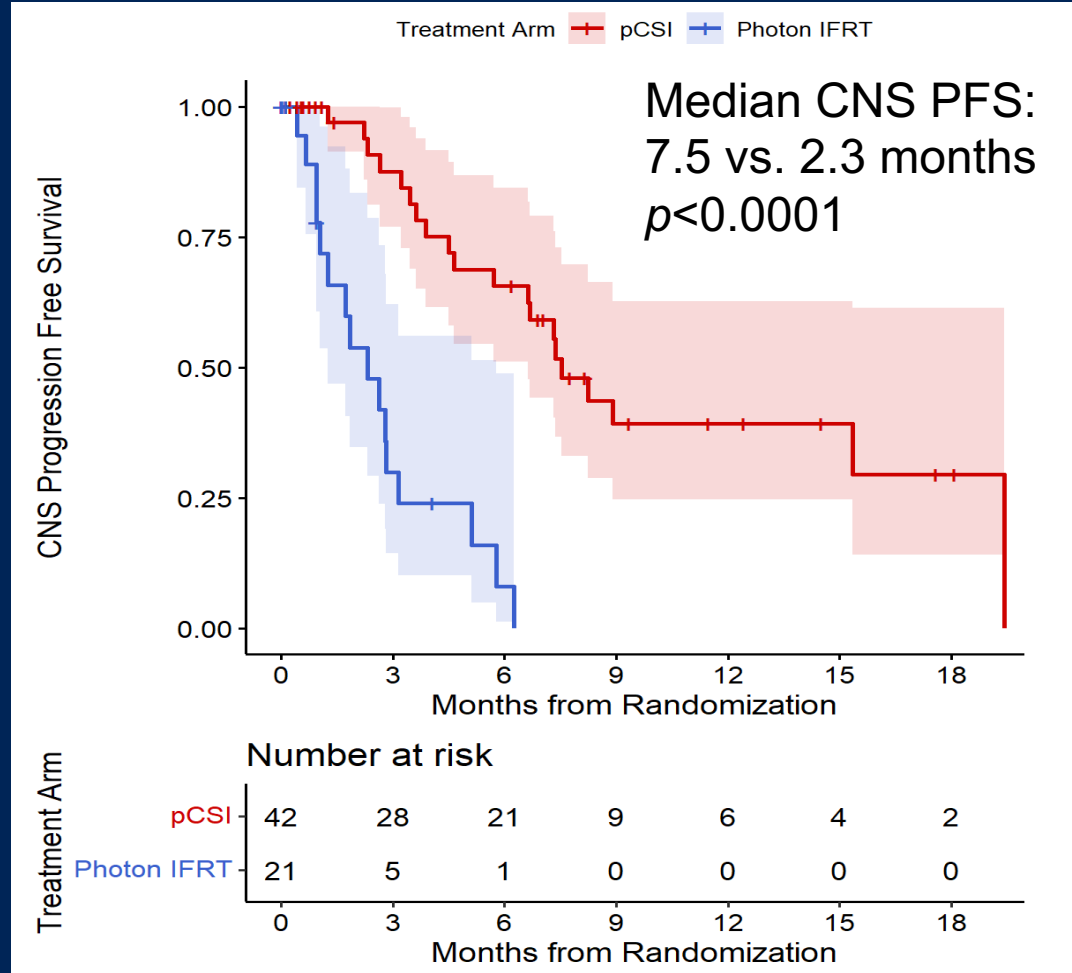 Treatment Arm pCSI Photon IFRT
Median CNS PFS:
7.5 vs. 2.3 months
p<0.0001
CNS Progression Free Survival
1.00
0.75
0.50
0.25
0.00
0 3 6 9 12 15 18
Months from Randomization
Number at risk
Treatment Arm
pCSI 42 28 21 9 6 4 2
Photon IFRT 21 5 1 0 0 0 0
0 3 6 9 12 15 18
Months from Randomization